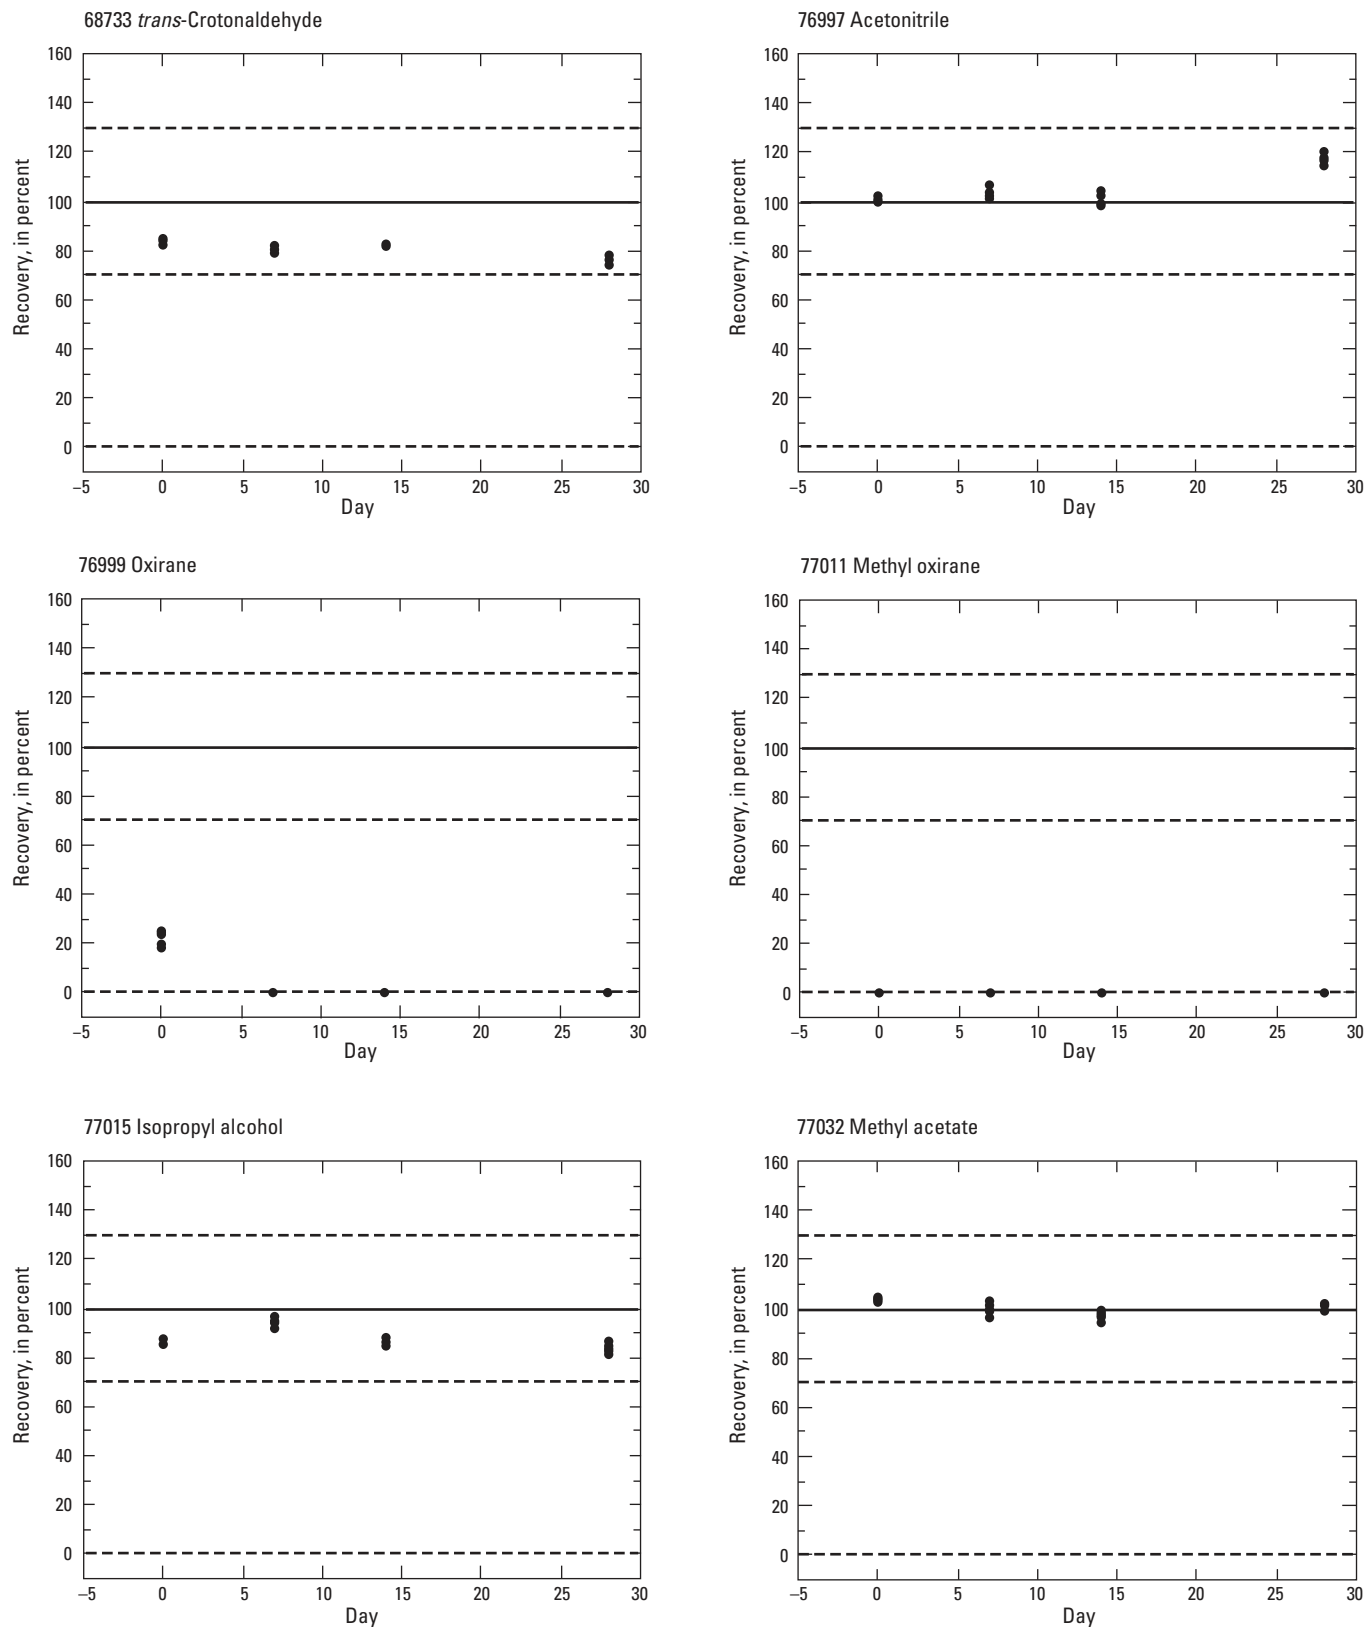 68733 trans-Crotonaldehyde
160
140
120
100
80
60
40
20
0
Recovery, in percent
–5 0 5 10 15 20 25 30
Day
76997 Acetonitrile
160
140
120
100
80
60
40
20
0
Recovery, in percent
–5 0 5 10 15 20 25 30
Day
76999 Oxirane
160
140
120
100
80
60
40
20
0
Recovery, in percent
–5 0 5 10 15 20 25 30
Day
77011 Methyl oxirane
160
140
120
100
80
60
40
20
0
Recovery, in percent
–5 0 5 10 15 20 25 30
Day
77015 Isopropyl alcohol
160
140
120
100
80
60
40
20
0
Recovery, in percent
–5 0 5 10 15 20 25 30
Day
77032 Methyl acetate
160
140
120
100
80
60
40
20
0
Recovery, in percent
–5 0 5 10 15 20 25 30
Day